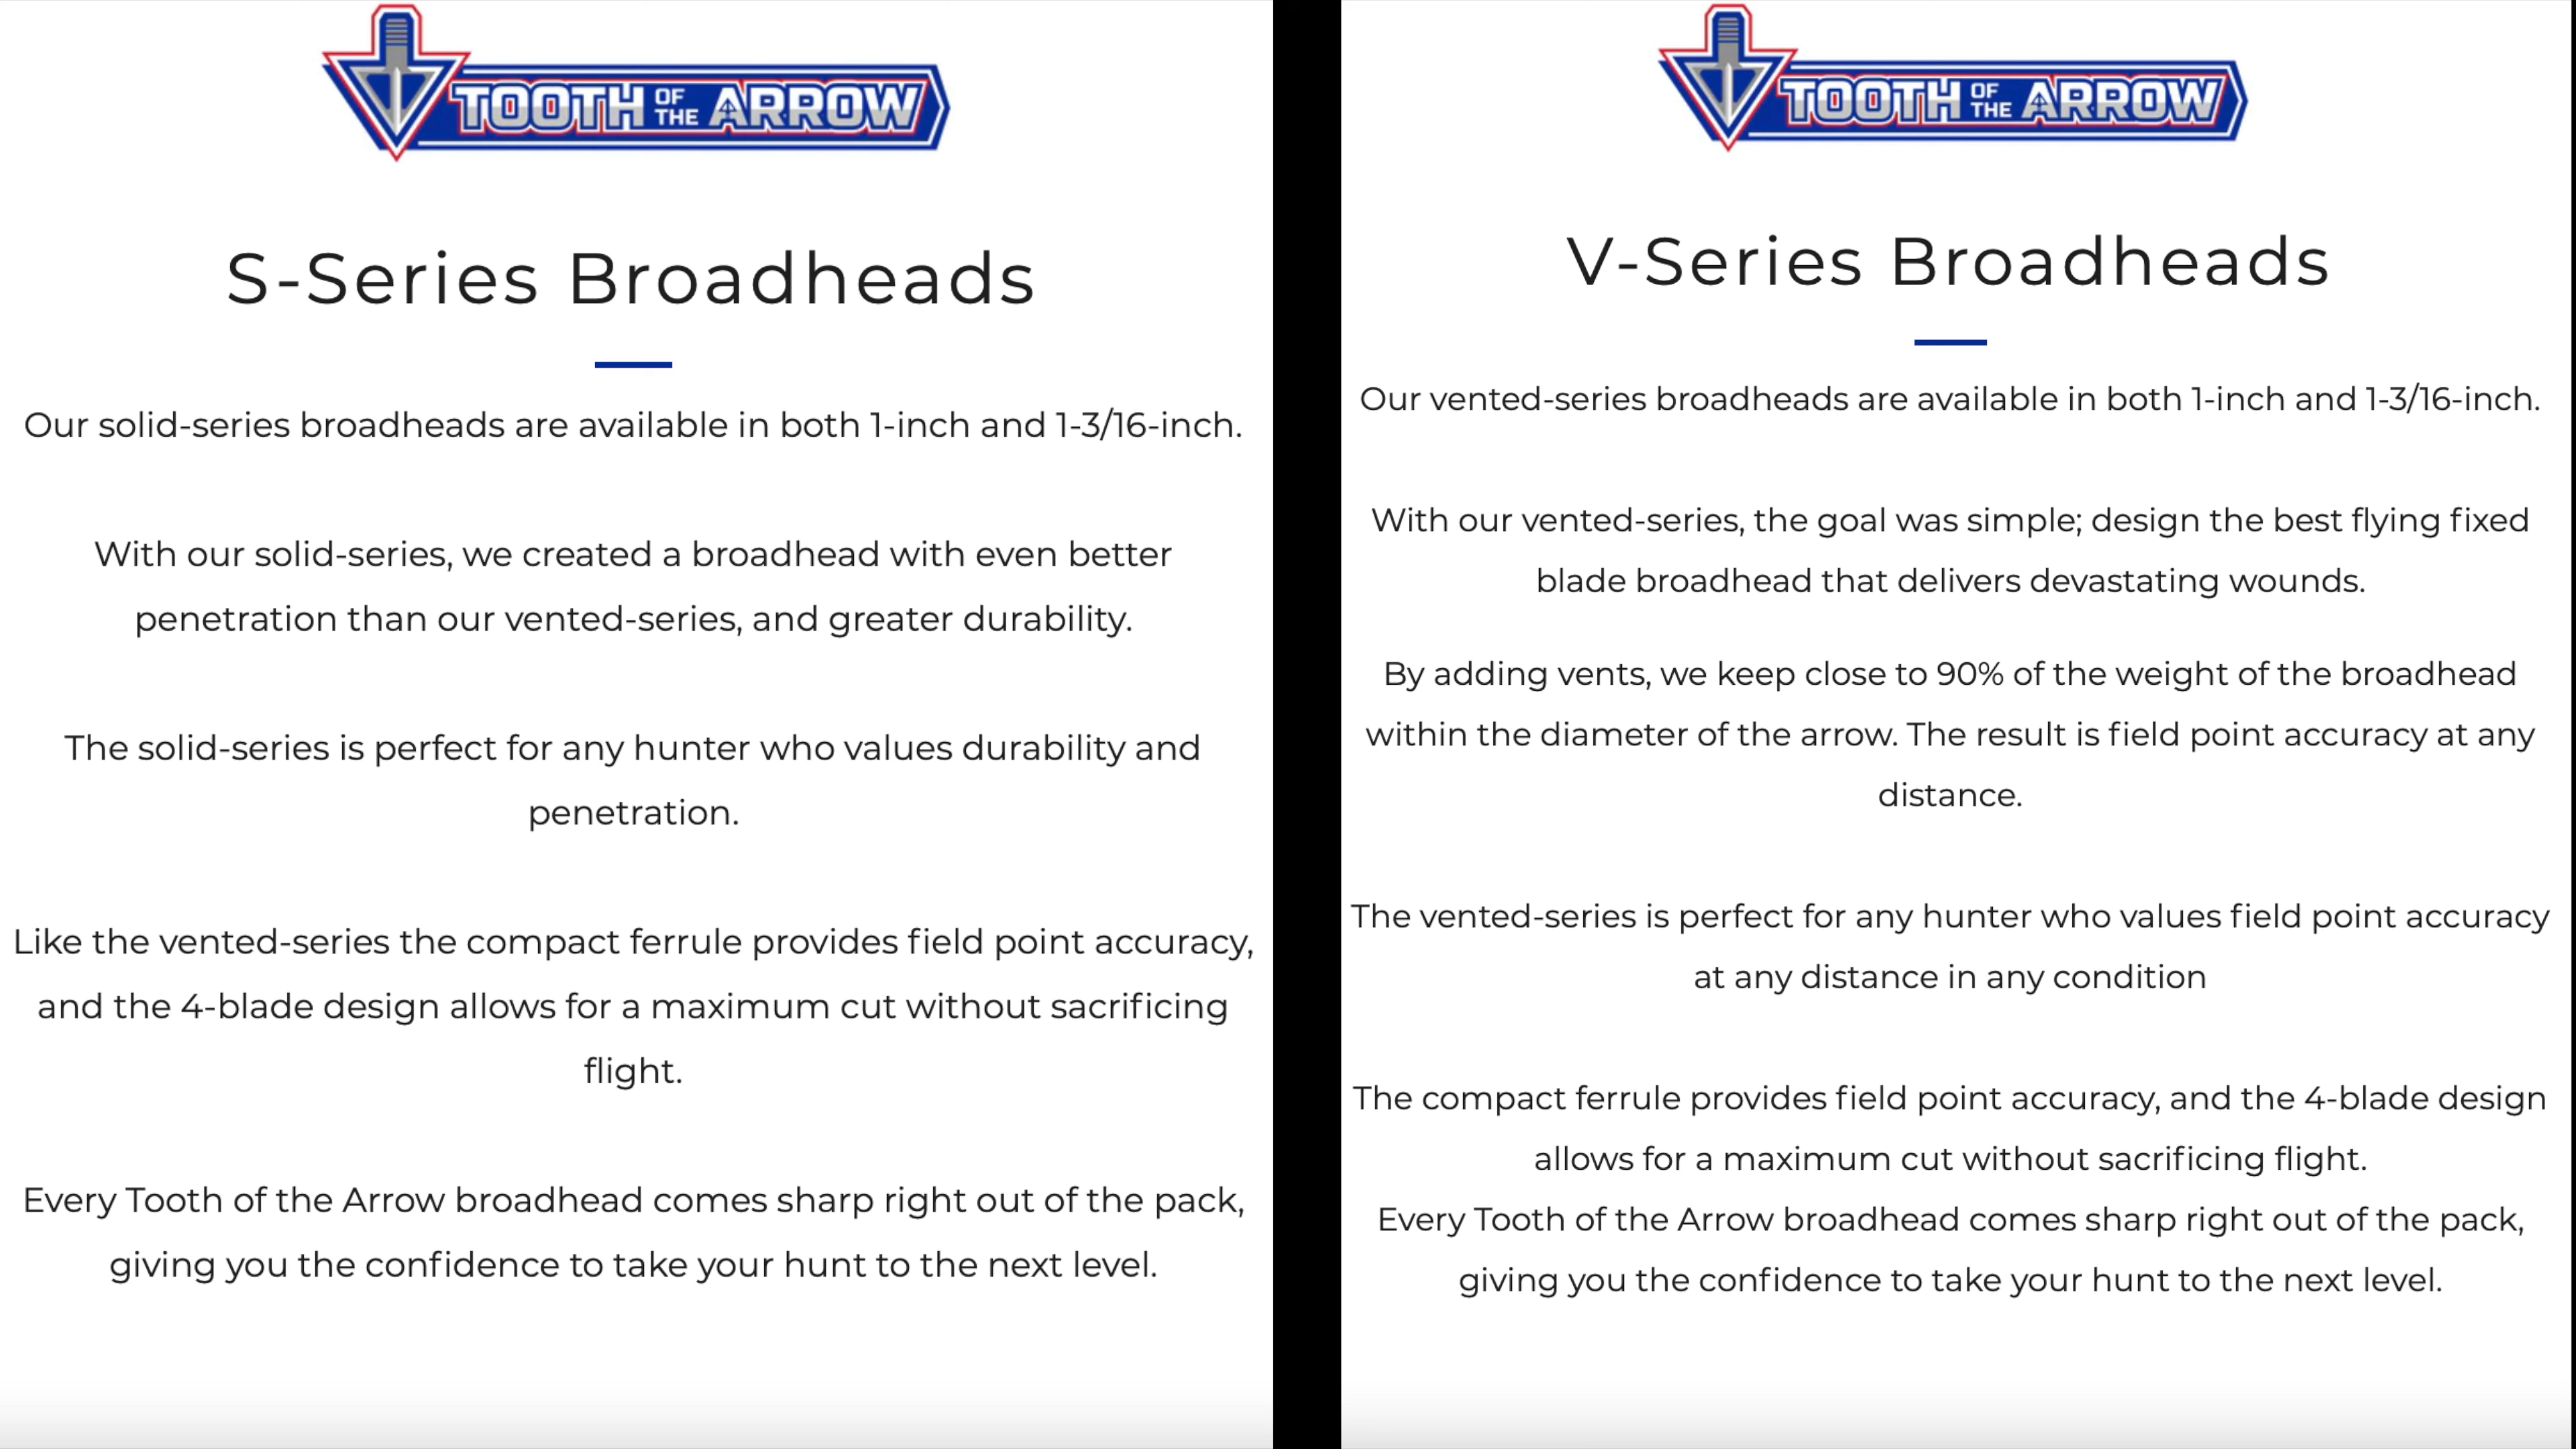 TOOTH OF THE ARROW
S-Series Broadheads
Our solid-series broadheads are available in both 1-inch and 1-3/16-inch.
With our solid-series, we created a broadhead with even better
penetration than our vented-series, and greater durability.
The solid-series is perfect for any hunter who values durability and
penetration.
Like the vented-series the compact ferrule provides field point accuracy,
and the 4-blade design allows for a maximum cut without sacrificing
flight.
Every Tooth of the Arrow broadhead comes sharp right out of the pack,
giving you the confidence to take your hunt to the next level.
TOOTH OF THE ARROW
V-Series Broadheads
Our vented-series broadheads are available in both 1-inch and 1-3/16-inch.
With our vented-series, the goal was simple; design the best flying fixed
blade broadhead that delivers devastating wounds.
By adding vents, we keep close to 90% of the weight of the broadhead
within the diameter of the arrow. The result is field point accuracy at any
distance.
The vented-series is perfect for any hunter who values field point accuracy
at any distance in any condition
The compact ferrule provides field point accuracy, and the 4-blade design
allows for a maximum cut without sacrificing flight.
Every Tooth of the Arrow broadhead comes sharp right out of the pack,
giving you the confidence to take your hunt to the next level.